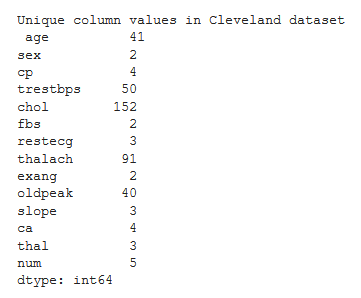 Unique column values in Cleveland dataset
age 41
sex 2
cp 4
trestbps 50
chol 152
fbs 2
restecg 3
thalach 91
exang 2
oldpeak 40
slope 3
ca 4
thal 3
num 5
dtype: int64